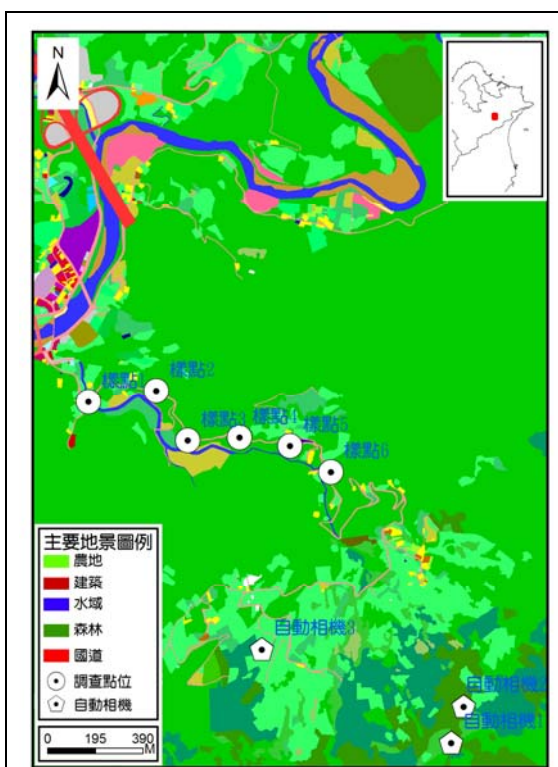 N
樣點1
樣點2
樣點3
樣點4
樣點5
樣點6
主要地景圖例
農地
建築
水域
森林
國道
調查點位
自動相機
0 195 390
M
自動相機3
自動相機2
自動相機1